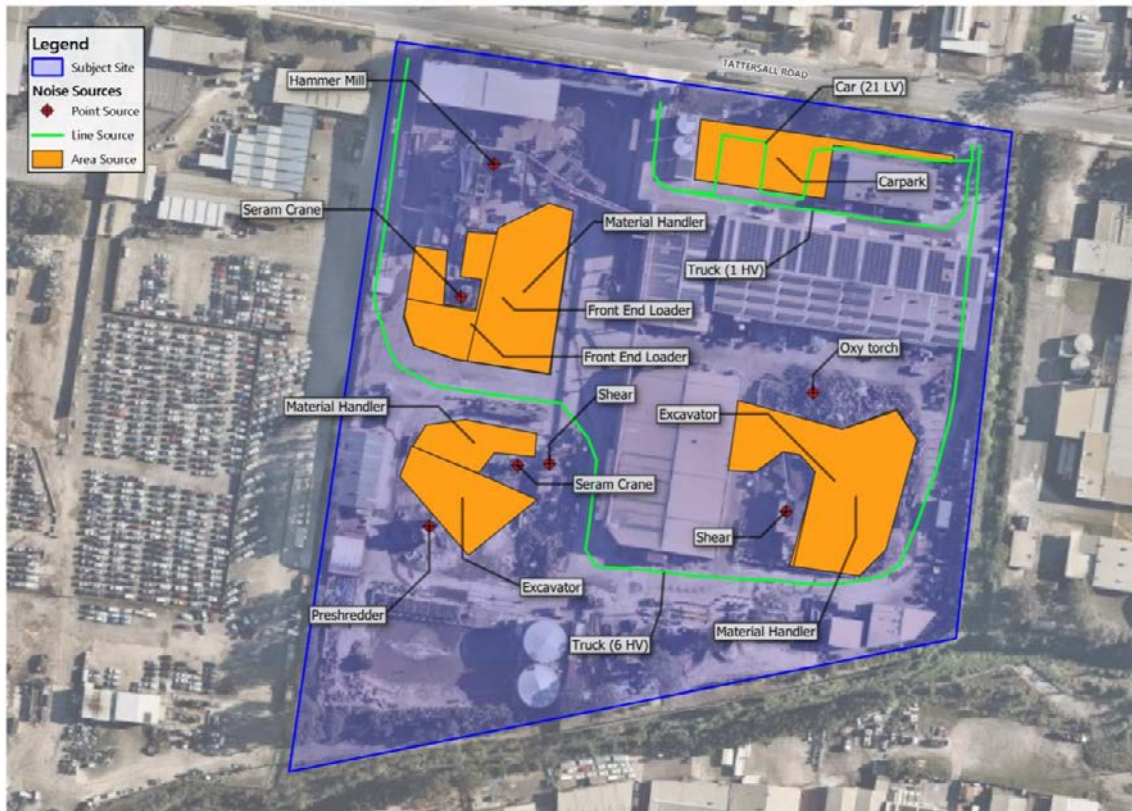 Legend
Subject Site
Noise Sources
Point Source
Line Source
Area Source
TATTERSALL ROAD
Hammer Mill
Car (21 LV)
Carpark
Seram Crane
Material Handler
Truck (1 HV)
Front End Loader
Front End Loader
Oxy torch
Material Handler
Shear
Excavator
Seram Crane
Shear
Excavator
Preshredder
Truck (6 HV)
Material Handler